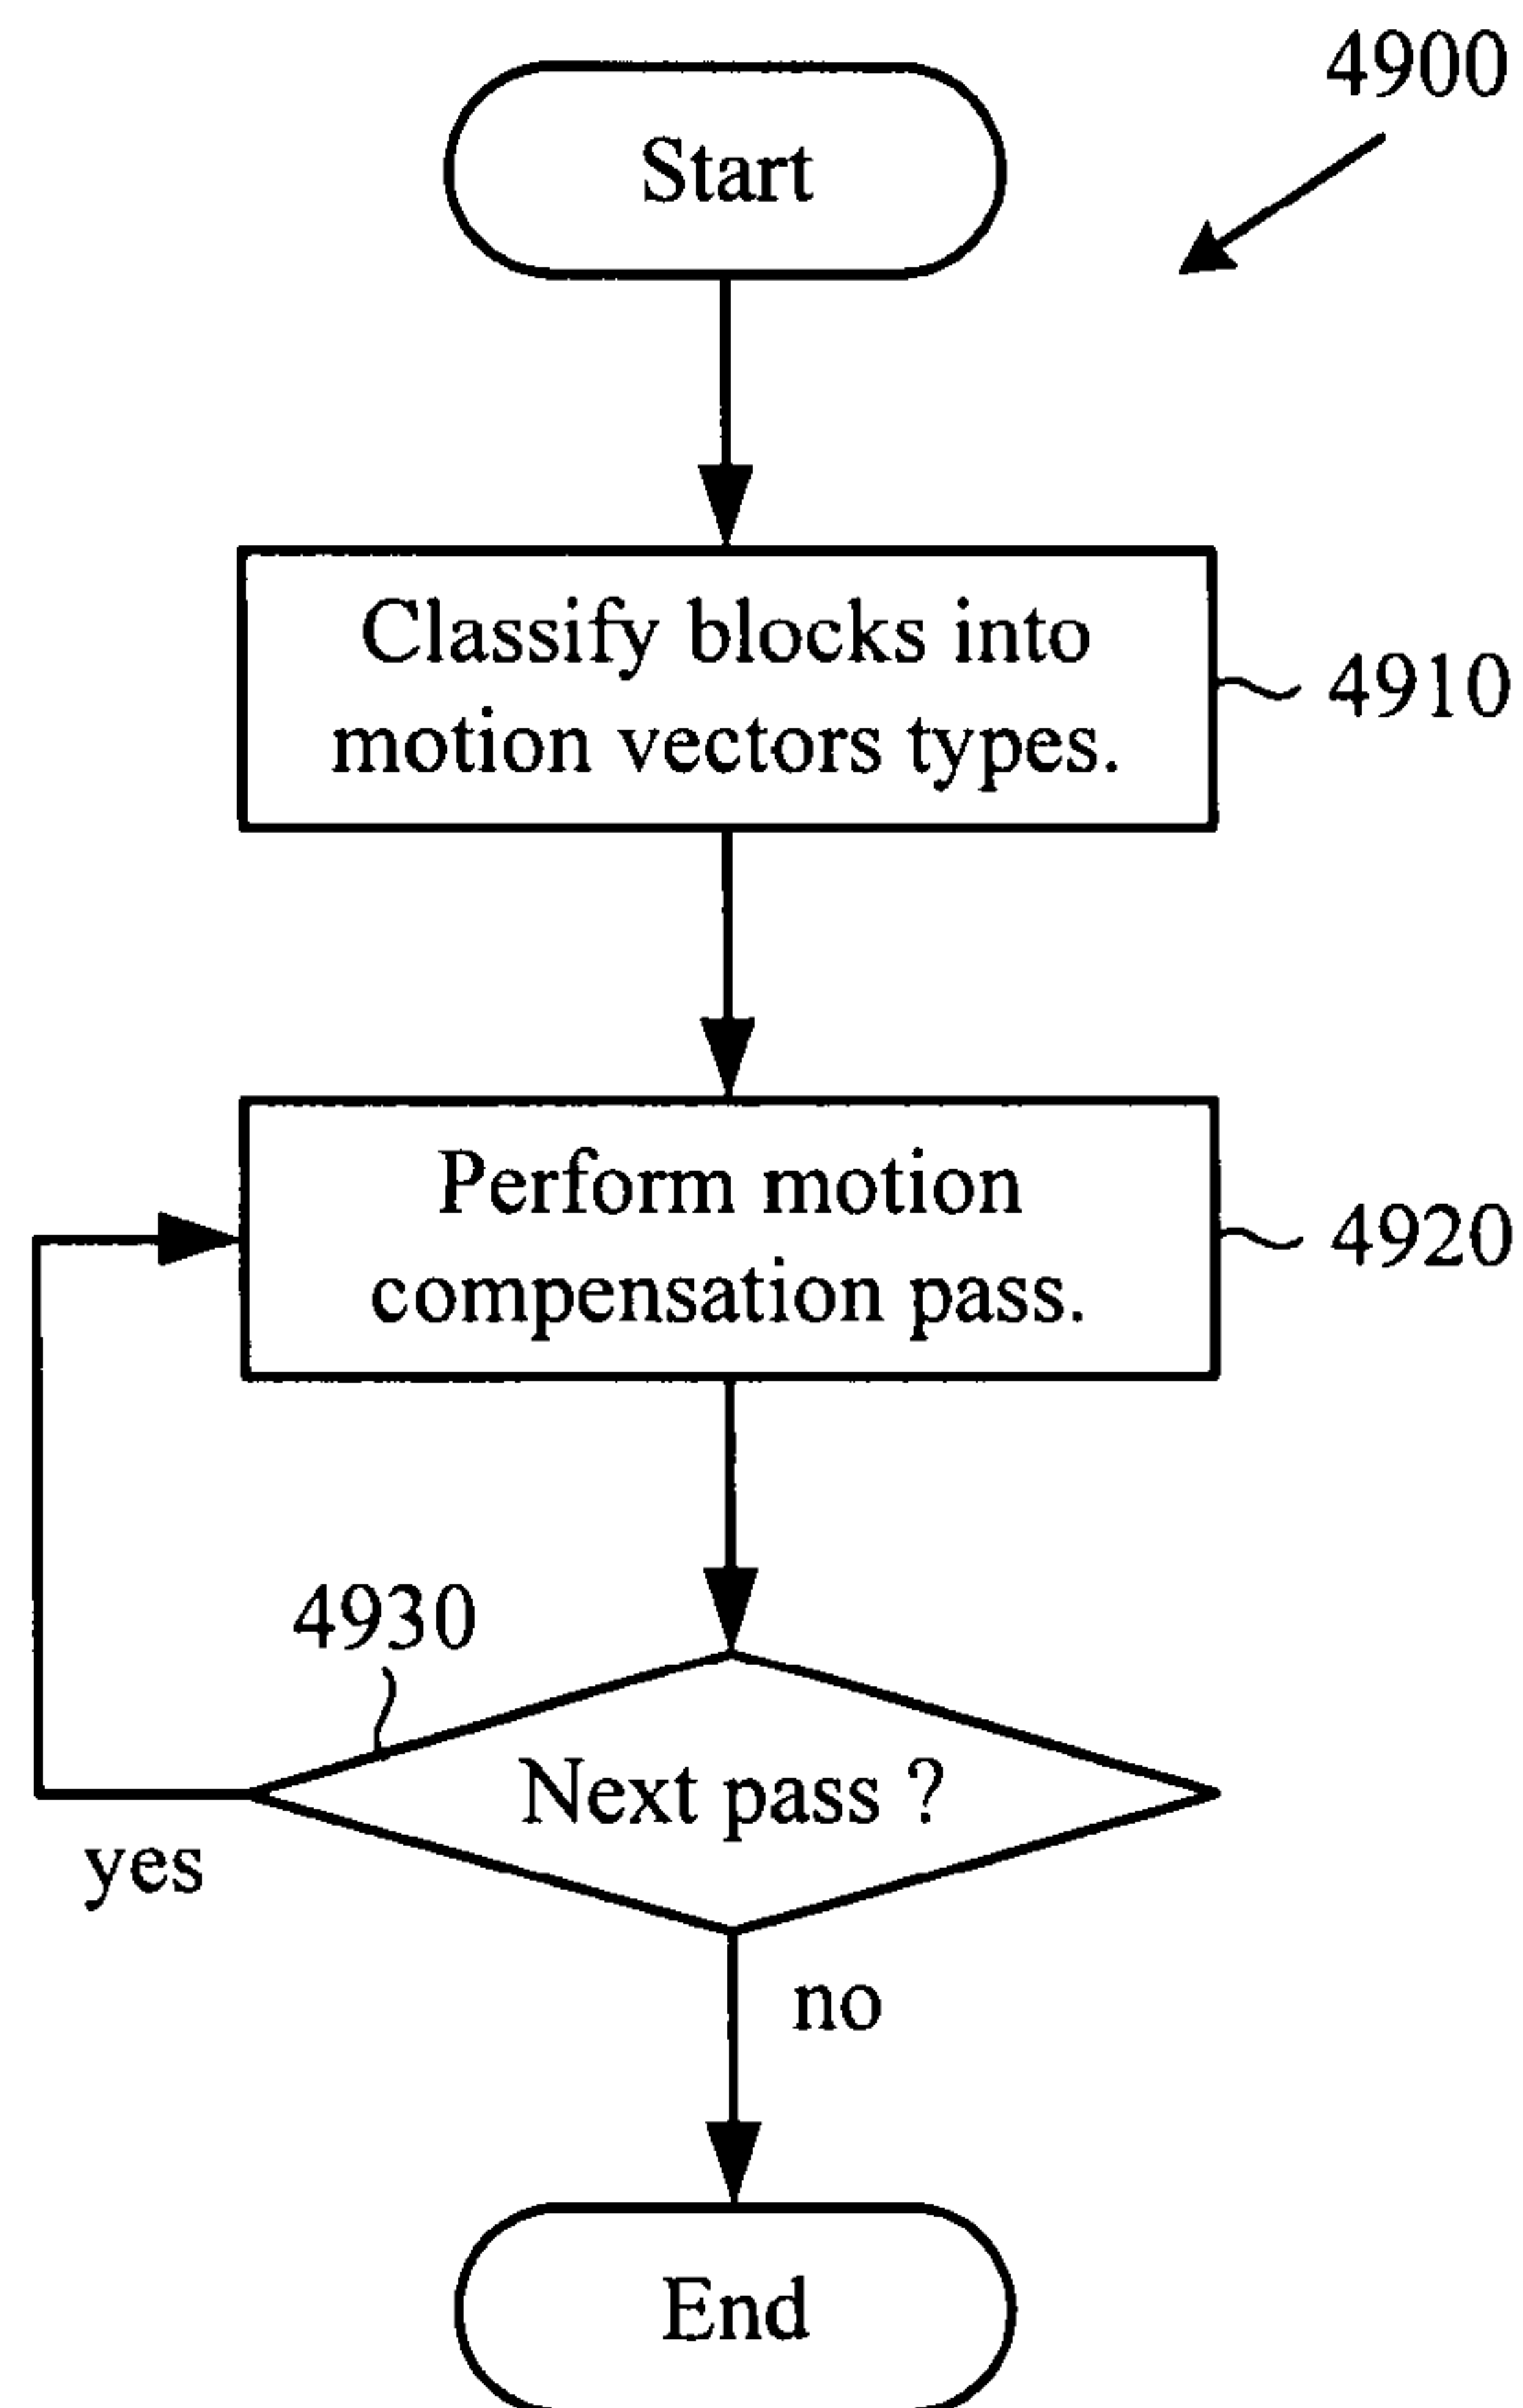 4900
Start
Classify blocks into
motion vectors types.
4910
Perform motion
compensation pass.
4920
4930
Next pass ?
yes
no
End